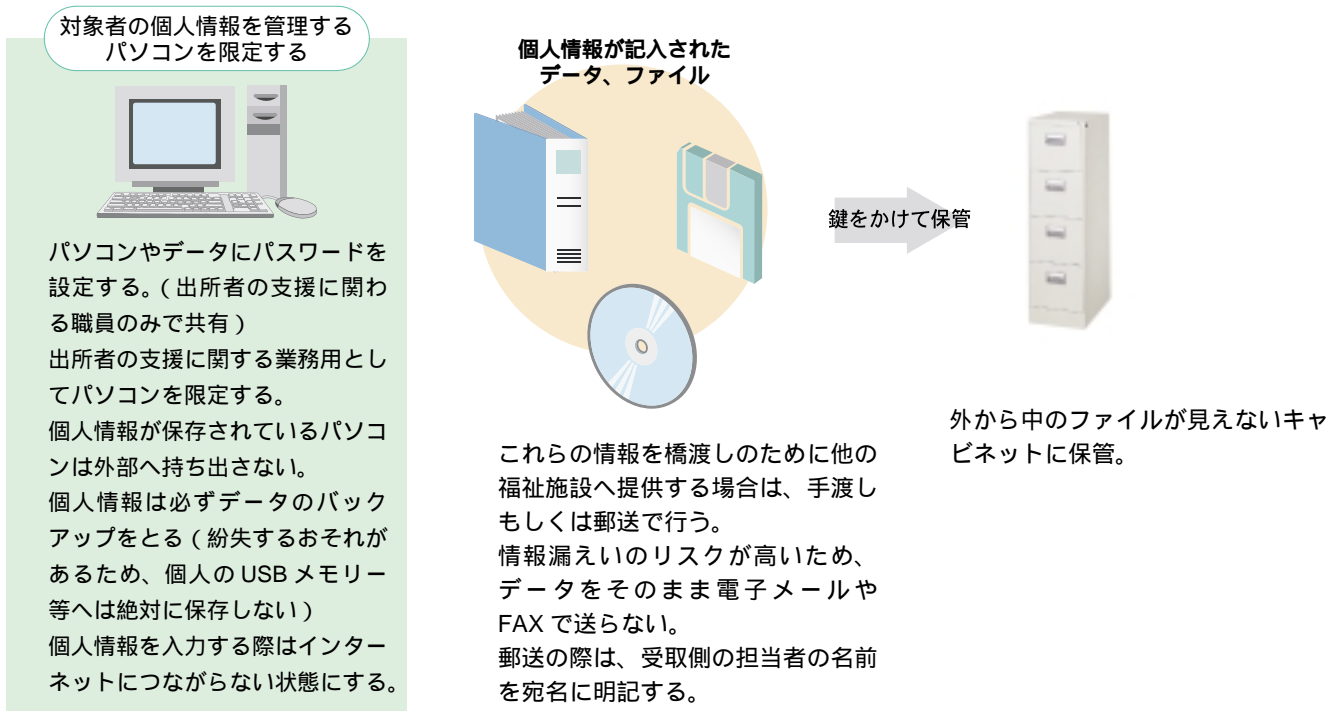 対象者の個人情報を管理する
パソコンを限定する
パソコンやデータにパスワードを
設定する。(出所者の支援に関わ
る職員のみで共有)
出所者の支援に関する業務用とし
てパソコンを限定する。
個人情報が保存されているパソコ
ンは外部へ持ち出さない。
個人情報は必ずデータのバック
アップをとる(紛失するおそれが
あるため、個人の USB メモリー
等へは絶対に保存しない)
個人情報を入力する際はインター
ネットにつながらない状態にする。
個人情報が記入された
データ、ファイル
これらの情報を橋渡しのために他の
福祉施設へ提供する場合は、手渡し
もしくは郵送で行う。
情報漏えいのリスクが高いため、
データをそのまま電子メールや
FAX で送らない。
郵送の際は、受取側の担当者の名前
を宛名に明記する。
鍵をかけて保管
外から中のファイルが見えないキャ
ビネットに保管。